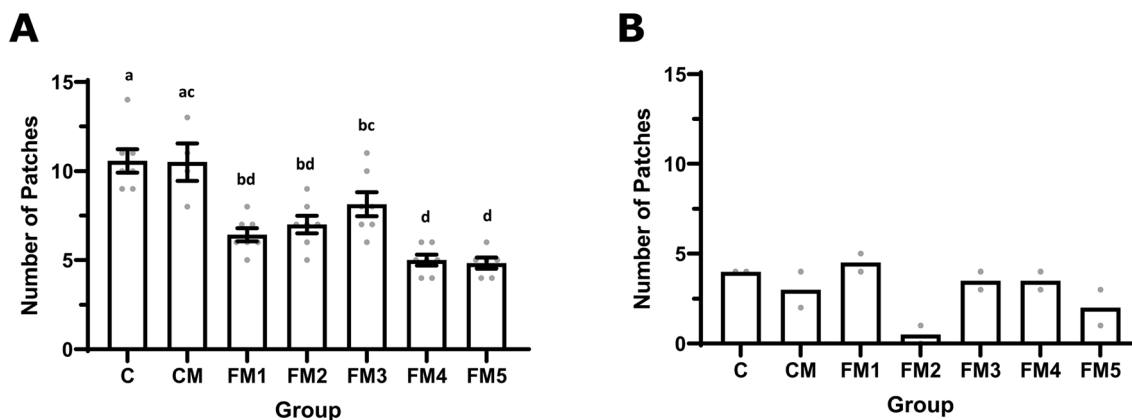 A
B
a
ac
bd
bd
bc
d
d
15
10
5
0
Number of Patches
C CM FM1 FM2 FM3 FM4 FM5
Group
15
10
5
0
Number of Patches
C CM FM1 FM2 FM3 FM4 FM5
Group